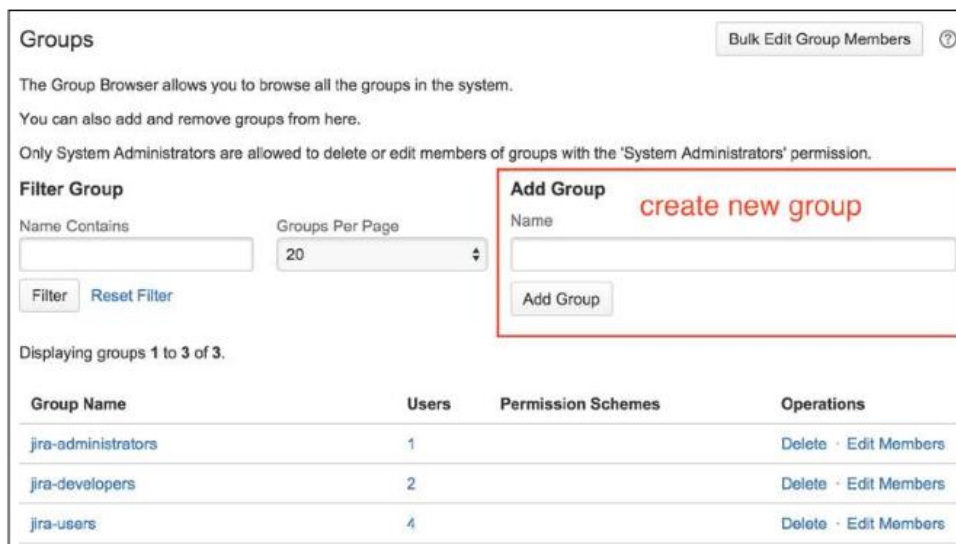 Groups
Bulk Edit Group Members
The Group Browser allows you to browse all the groups in the system.
You can also add and remove groups from here.
Only System Administrators are allowed to delete or edit members of groups with the 'System Administrators' permission.
Filter Group
Name Contains
Groups Per Page
20
Filter
Reset Filter
Add Group
create new group
Name
Add Group
Displaying groups 1 to 3 of 3.
Group Name Users Permission Schemes Operations
jira-administrators 1 Delete · Edit Members
jira-developers 2 Delete · Edit Members
jira-users 4 Delete · Edit Members